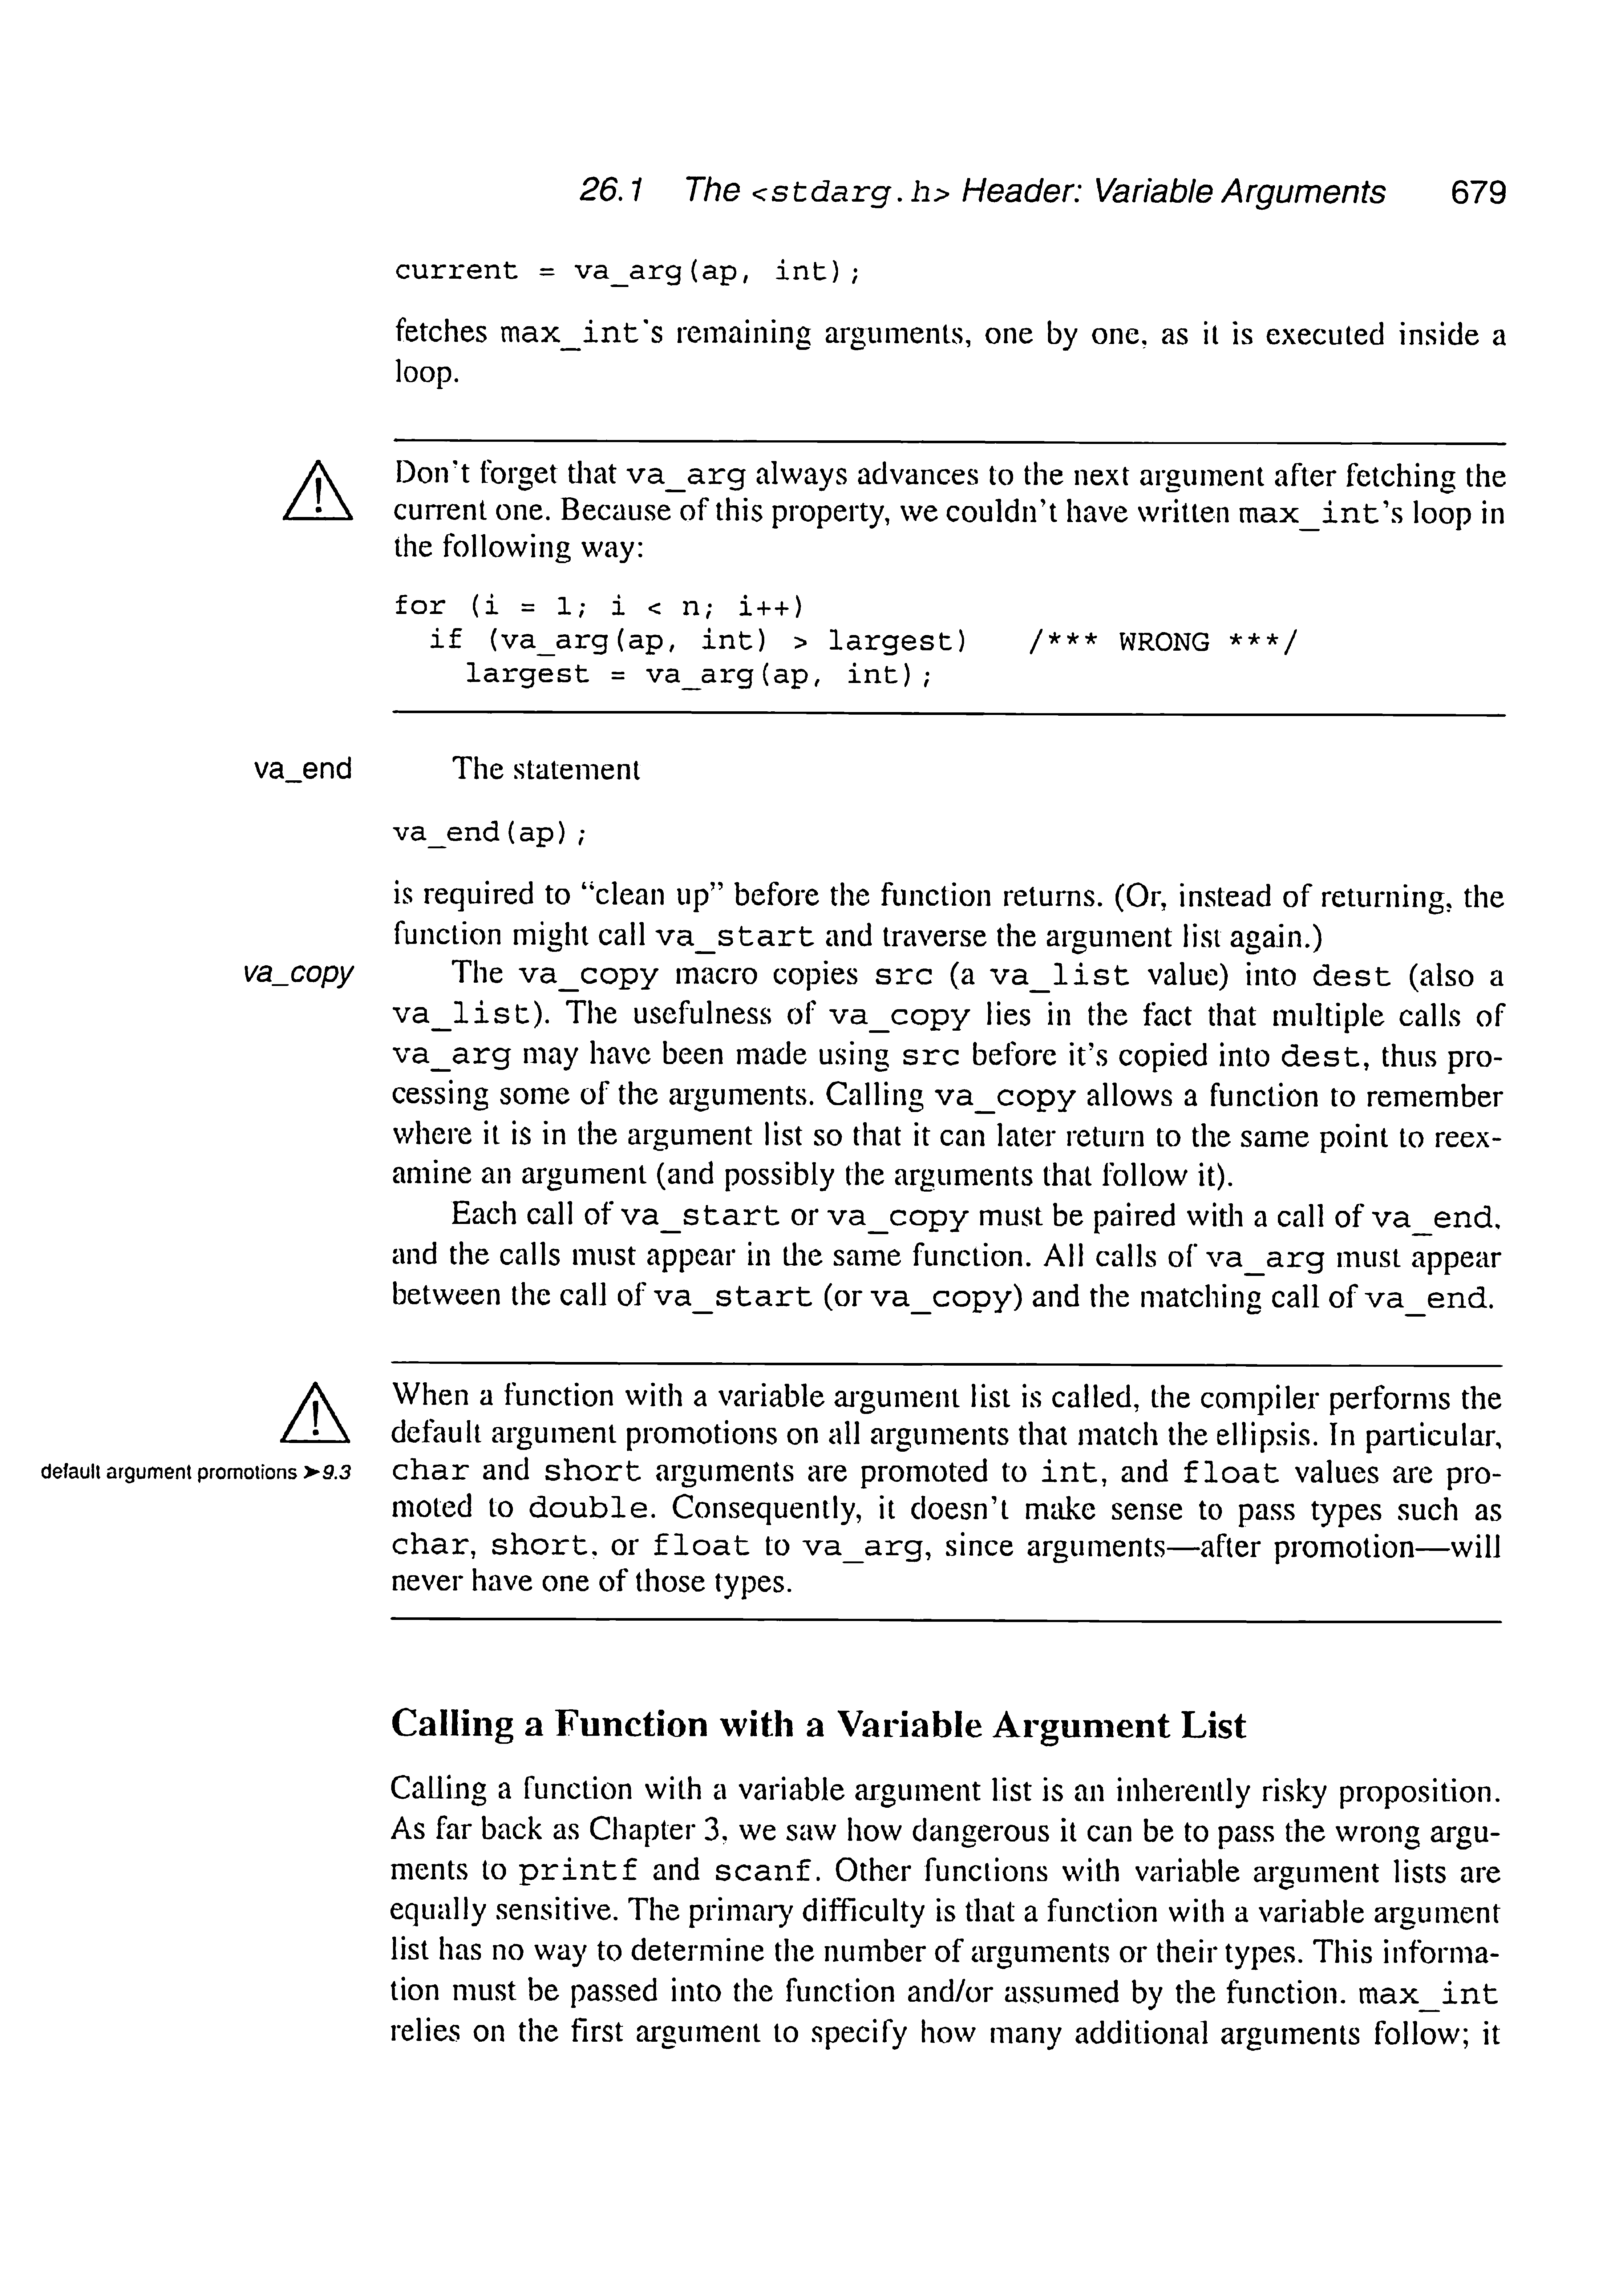 26.1 The <stdarg.h> Header: Variable Arguments 679
current = va_arg(ap, int);
fetches max_int's remaining arguments, one by one, as it is executed inside a
loop.
Don't forget that va_arg always advances to the next argument after fetching the
current one. Because of this property, we couldn't have written max_int's loop in
the following way:
for (i = 1; i < n; i++)
if (va_arg(ap, int) > largest) /*** WRONG ***/
largest = va_arg(ap, int);
va_end The statement
va_end(ap);
is required to "clean up" before the function returns. (Or, instead of returning, the
function might call va_start and traverse the argument list again.)
va_copy The va_copy macro copies src (a va_list value) into dest (also a
va_list). The usefulness of va_copy lies in the fact that multiple calls of
va_arg may have been made using src before it's copied into dest, thus pro-
cessing some of the arguments. Calling va_copy allows a function to remember
where it is in the argument list so that it can later return to the same point to reex-
amine an argument (and possibly the arguments that follow it).
Each call of va_start or va_copy must be paired with a call of va_end,
and the calls must appear in the same function. All calls of va_arg must appear
between the call of va_start (or va_copy) and the matching call of va_end.
When a function with a variable argument list is called, the compiler performs the
default argument promotions on all arguments that match the ellipsis. In particular,
default argument promotions ➤9.3 char and short arguments are promoted to int, and float values are pro-
moted to double. Consequently, it doesn't make sense to pass types such as
char, short, or float to va_arg, since arguments—after promotion—will
never have one of those types.
Calling a Function with a Variable Argument List
Calling a function with a variable argument list is an inherently risky proposition.
As far back as Chapter 3, we saw how dangerous it can be to pass the wrong argu-
ments to printf and scanf. Other functions with variable argument lists are
equally sensitive. The primary difficulty is that a function with a variable argument
list has no way to determine the number of arguments or their types. This informa-
tion must be passed into the function and/or assumed by the function. max_int
relies on the first argument to specify how many additional arguments follow; it